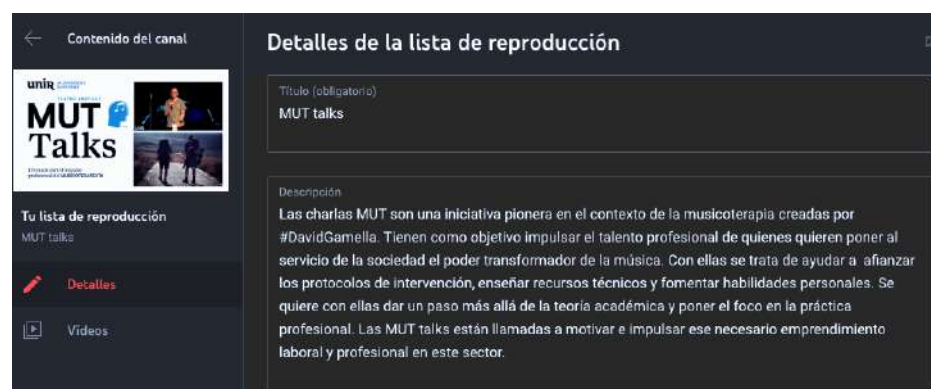 Contenido del canal
unir
MUT
Talks
Tu lista de reproducción
MUT talks
Detalles
Vídeos
Detalles de la lista de reproducción
Título (obligatorio)
MUT talks
Descripción
Las charlas MUT son una iniciativa pionera en el contexto de la musicoterapia creadas por
#DavidGamella. Tienen como objetivo impulsar el talento profesional de quienes quieren poner al
servicio de la sociedad el poder transformador de la música. Con ellas se trata de ayudar a afianzar
los protocolos de intervención, enseñar recursos técnicos y fomentar habilidades personales. Se
quiere con ellas dar un paso más allá de la teoría académica y poner el foco en la práctica
profesional. Las MUT talks están llamadas a motivar e impulsar ese necesario emprendimiento
laboral y profesional en este sector.